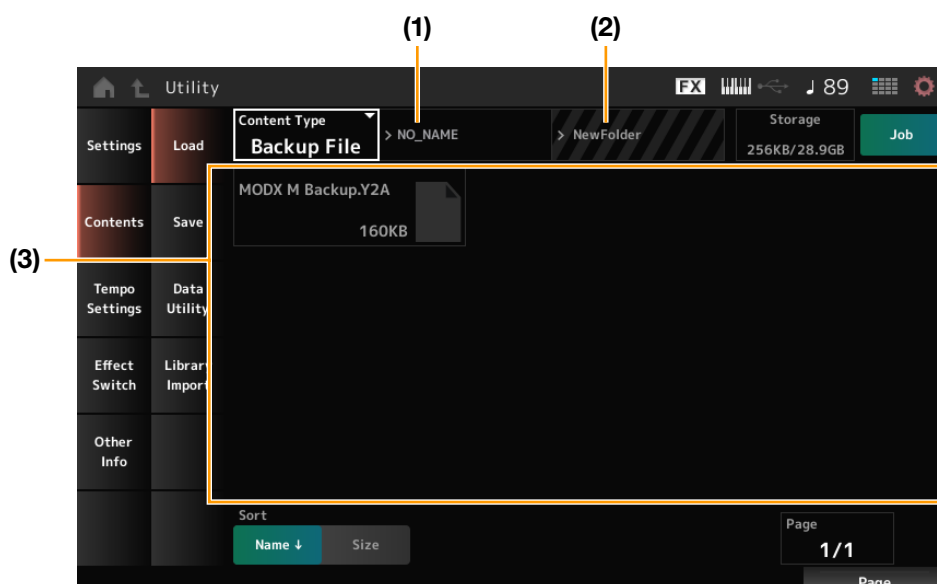 (1) (2)
Utility FX 89
Content Type
Backup File
> NO_NAME
> NewFolder
Storage
256KB/28.9GB
Job
Settings
Load
MODX M Backup.Y2A
160KB
Contents
Save
(3)
Tempo
Settings
Data
Utility
Effect
Switch
Library
Import
Other
Info
Sort
Name ↓ Size
Page
1/1
Page